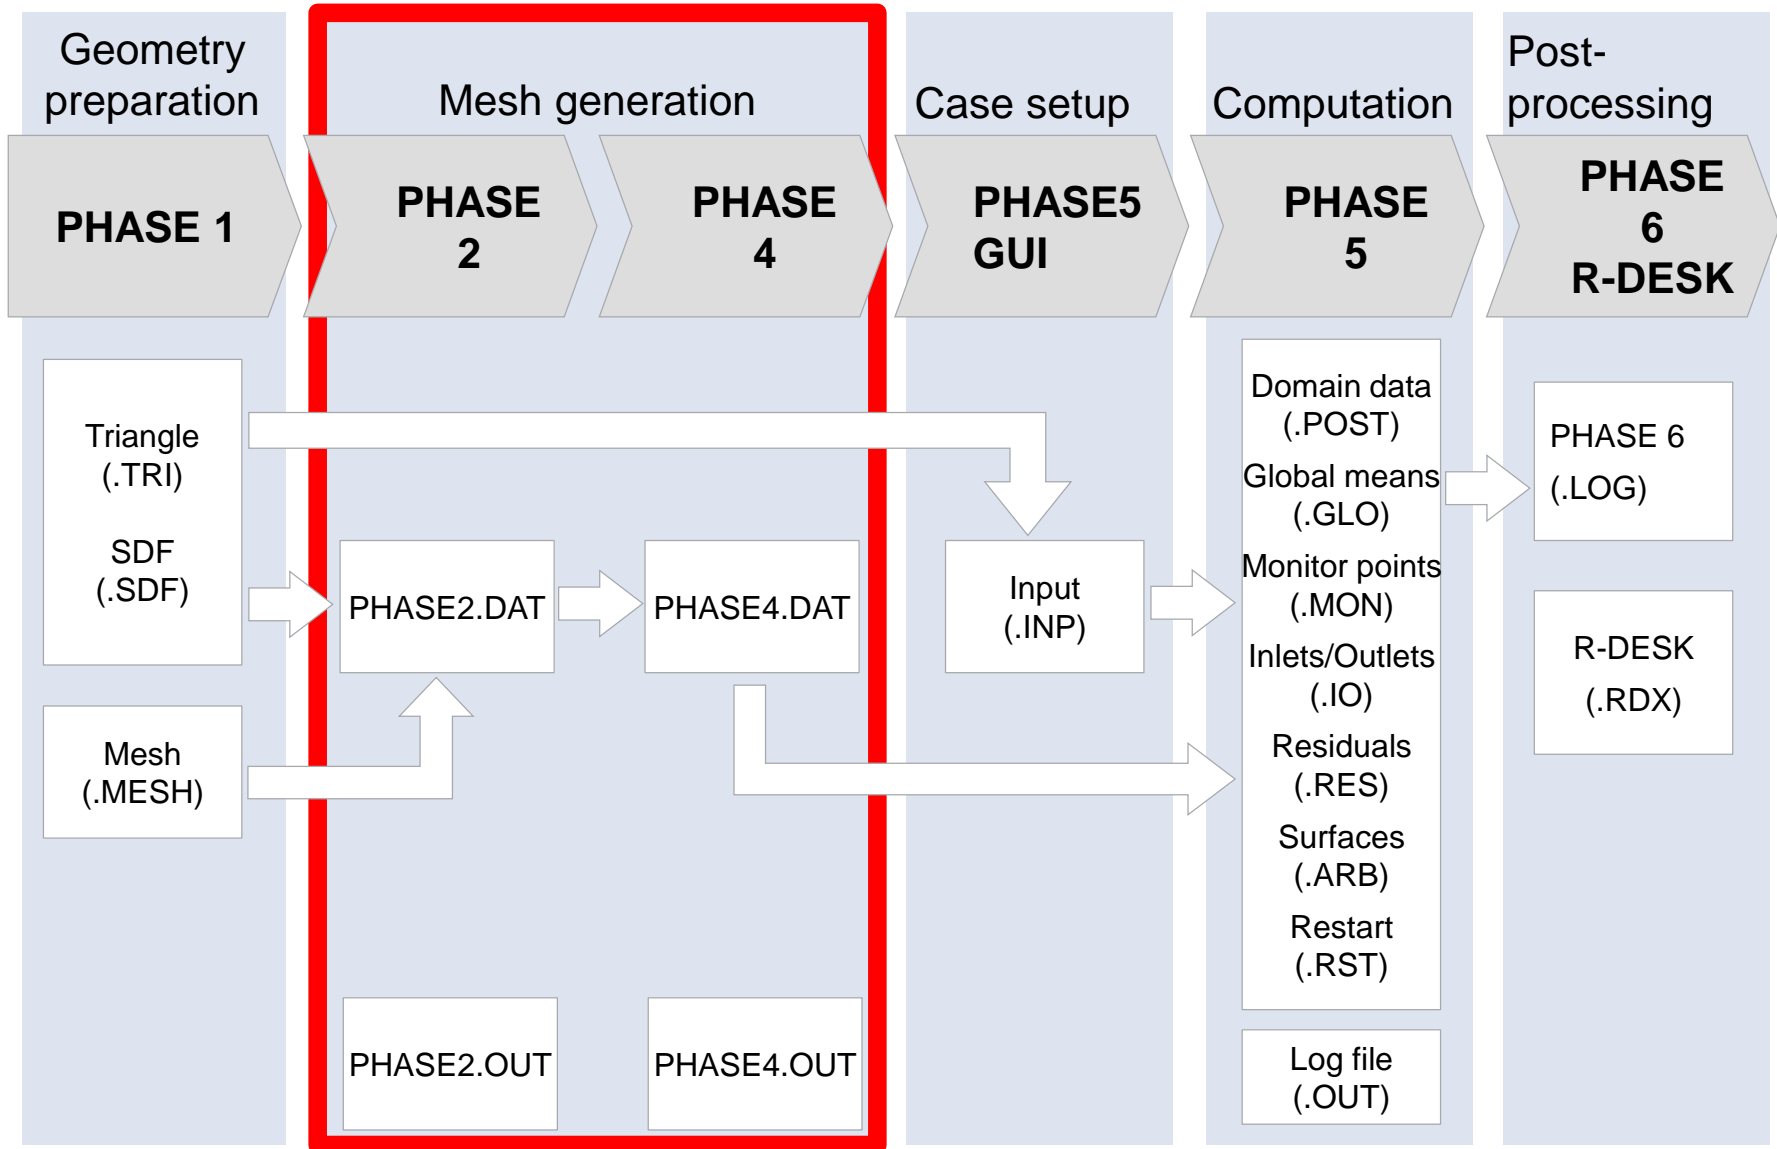 Geometry
preparation
Mesh generation
Case setup
Computation
Post-
processing
PHASE 1
PHASE
2
PHASE
4
PHASE5
GUI
PHASE
5
PHASE
6
R-DESK
Triangle
(.TRI)
SDF
(.SDF)
Mesh
(.MESH)
PHASE2.DAT
PHASE4.DAT
PHASE2.OUT
PHASE4.OUT
Input
(.INP)
Domain data
(.POST)
Global means
(.GLO)
Monitor points
(.MON)
Inlets/Outlets
(.IO)
Residuals
(.RES)
Surfaces
(.ARB)
Restart
(.RST)
Log file
(.OUT)
PHASE 6
(.LOG)
R-DESK
(.RDX)